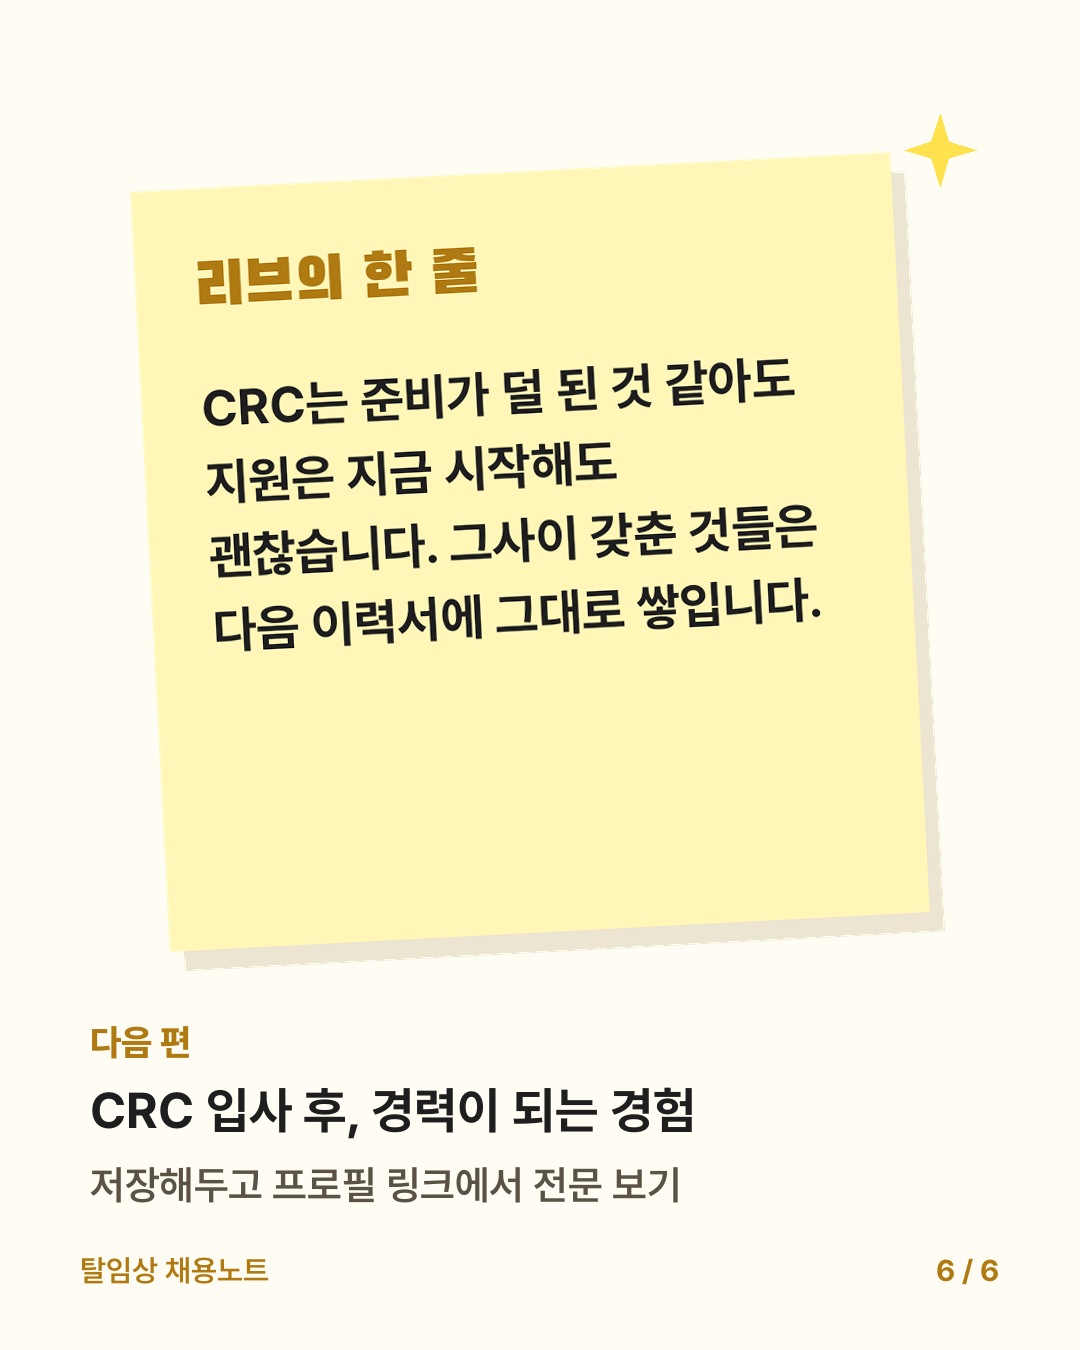 리브의 한 줄
CRC는 준비가 덜 된 것 같아도
지원은 지금 시작해도
괜찮습니다. 그사이 갖춘 것들은
다음 이력서에 그대로 쌓입니다.
다음 편
CRC 입사 후, 경력이 되는 경험
저장해두고 프로필 링크에서 전문 보기
탈임상 채용노트
6 / 6